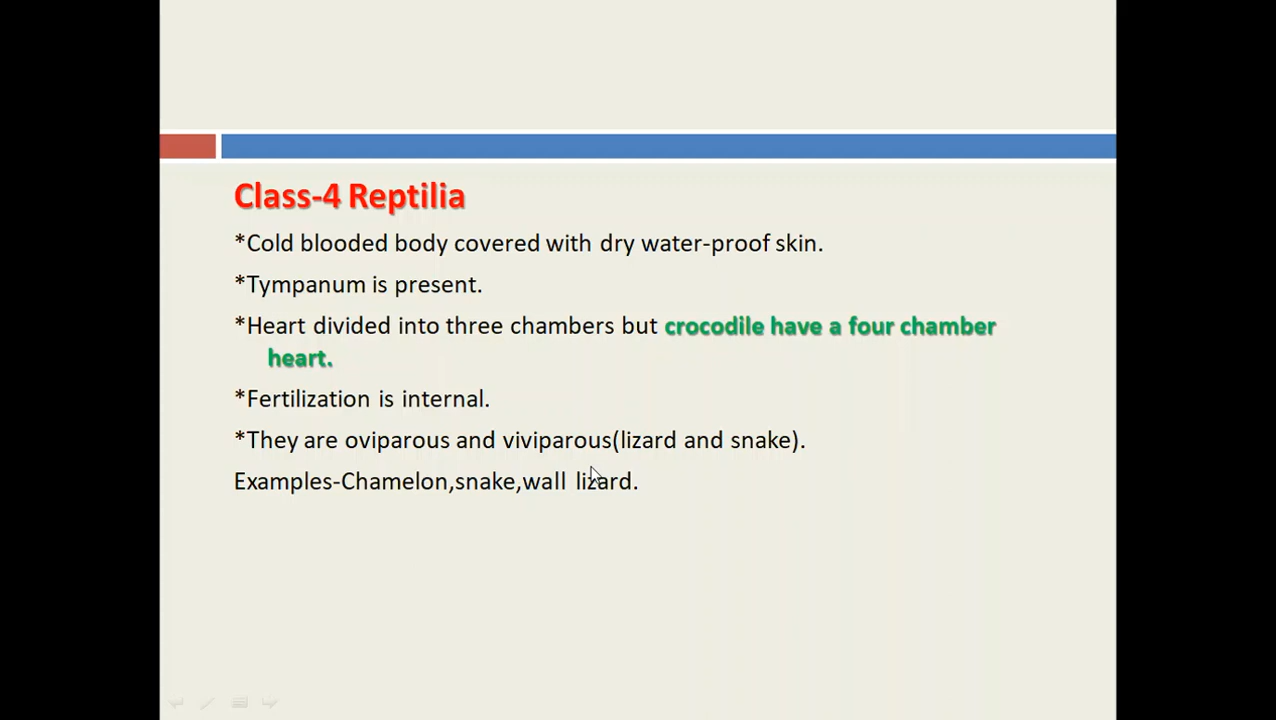 Class-4 Reptilia
*Cold blooded body covered with dry water-proof skin.
*Tympanum is present.
*Heart divided into three chambers but crocodile have a four chamber
heart.
*Fertilization is internal.
*They are oviparous and viviparous(lizard and snake).
Examples-Chamelon,snake,wall lizard.